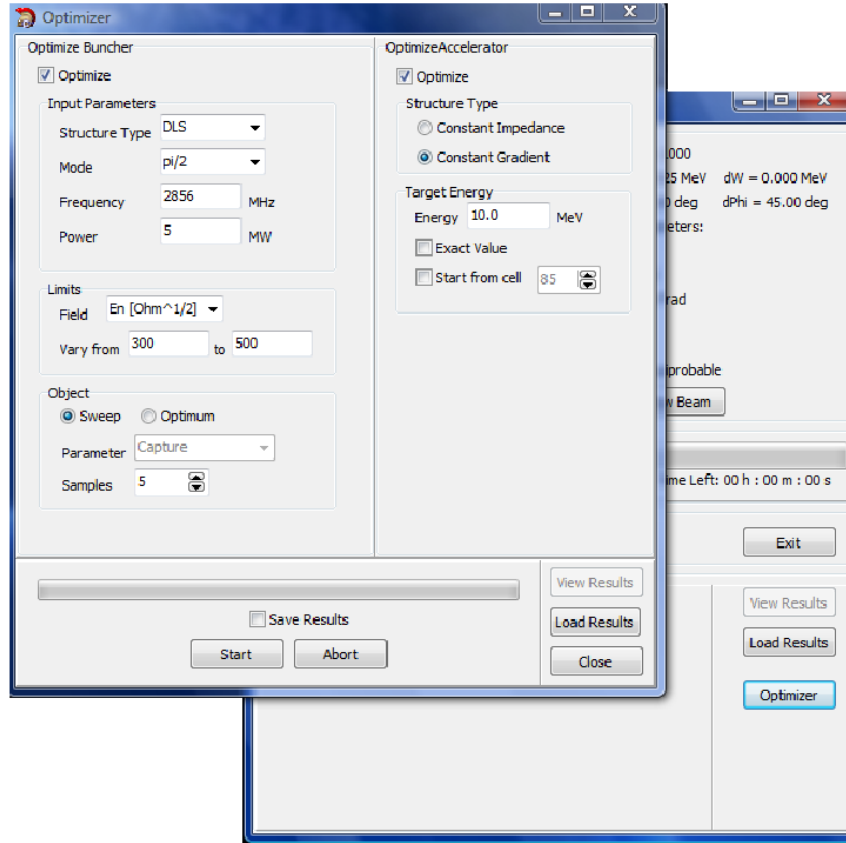 Optimizer
Optimize Buncher
Optimize
Input Parameters
Structure Type DLS
Mode pi/2
Frequency 2856 MHz
Power 5 MW
Limits
Field En [Ohm^1/2]
Vary from 300 to 500
Object
Sweep Optimum
Parameter Capture
Samples 5
OptimizeAccelerator
Optimize
Structure Type
Constant Impedance
Constant Gradient
Target Energy
Energy 10.0 MeV
Exact Value
Start from cell 85
Save Results
Start Abort
View Results
Load Results
Close
.000
25 MeV dW = 0.000 MeV
deg dPhi = 45.00 deg
eters:
rad
probable
w Beam
ime Left: 00 h : 00 m : 00 s
Exit
View Results
Load Results
Optimizer